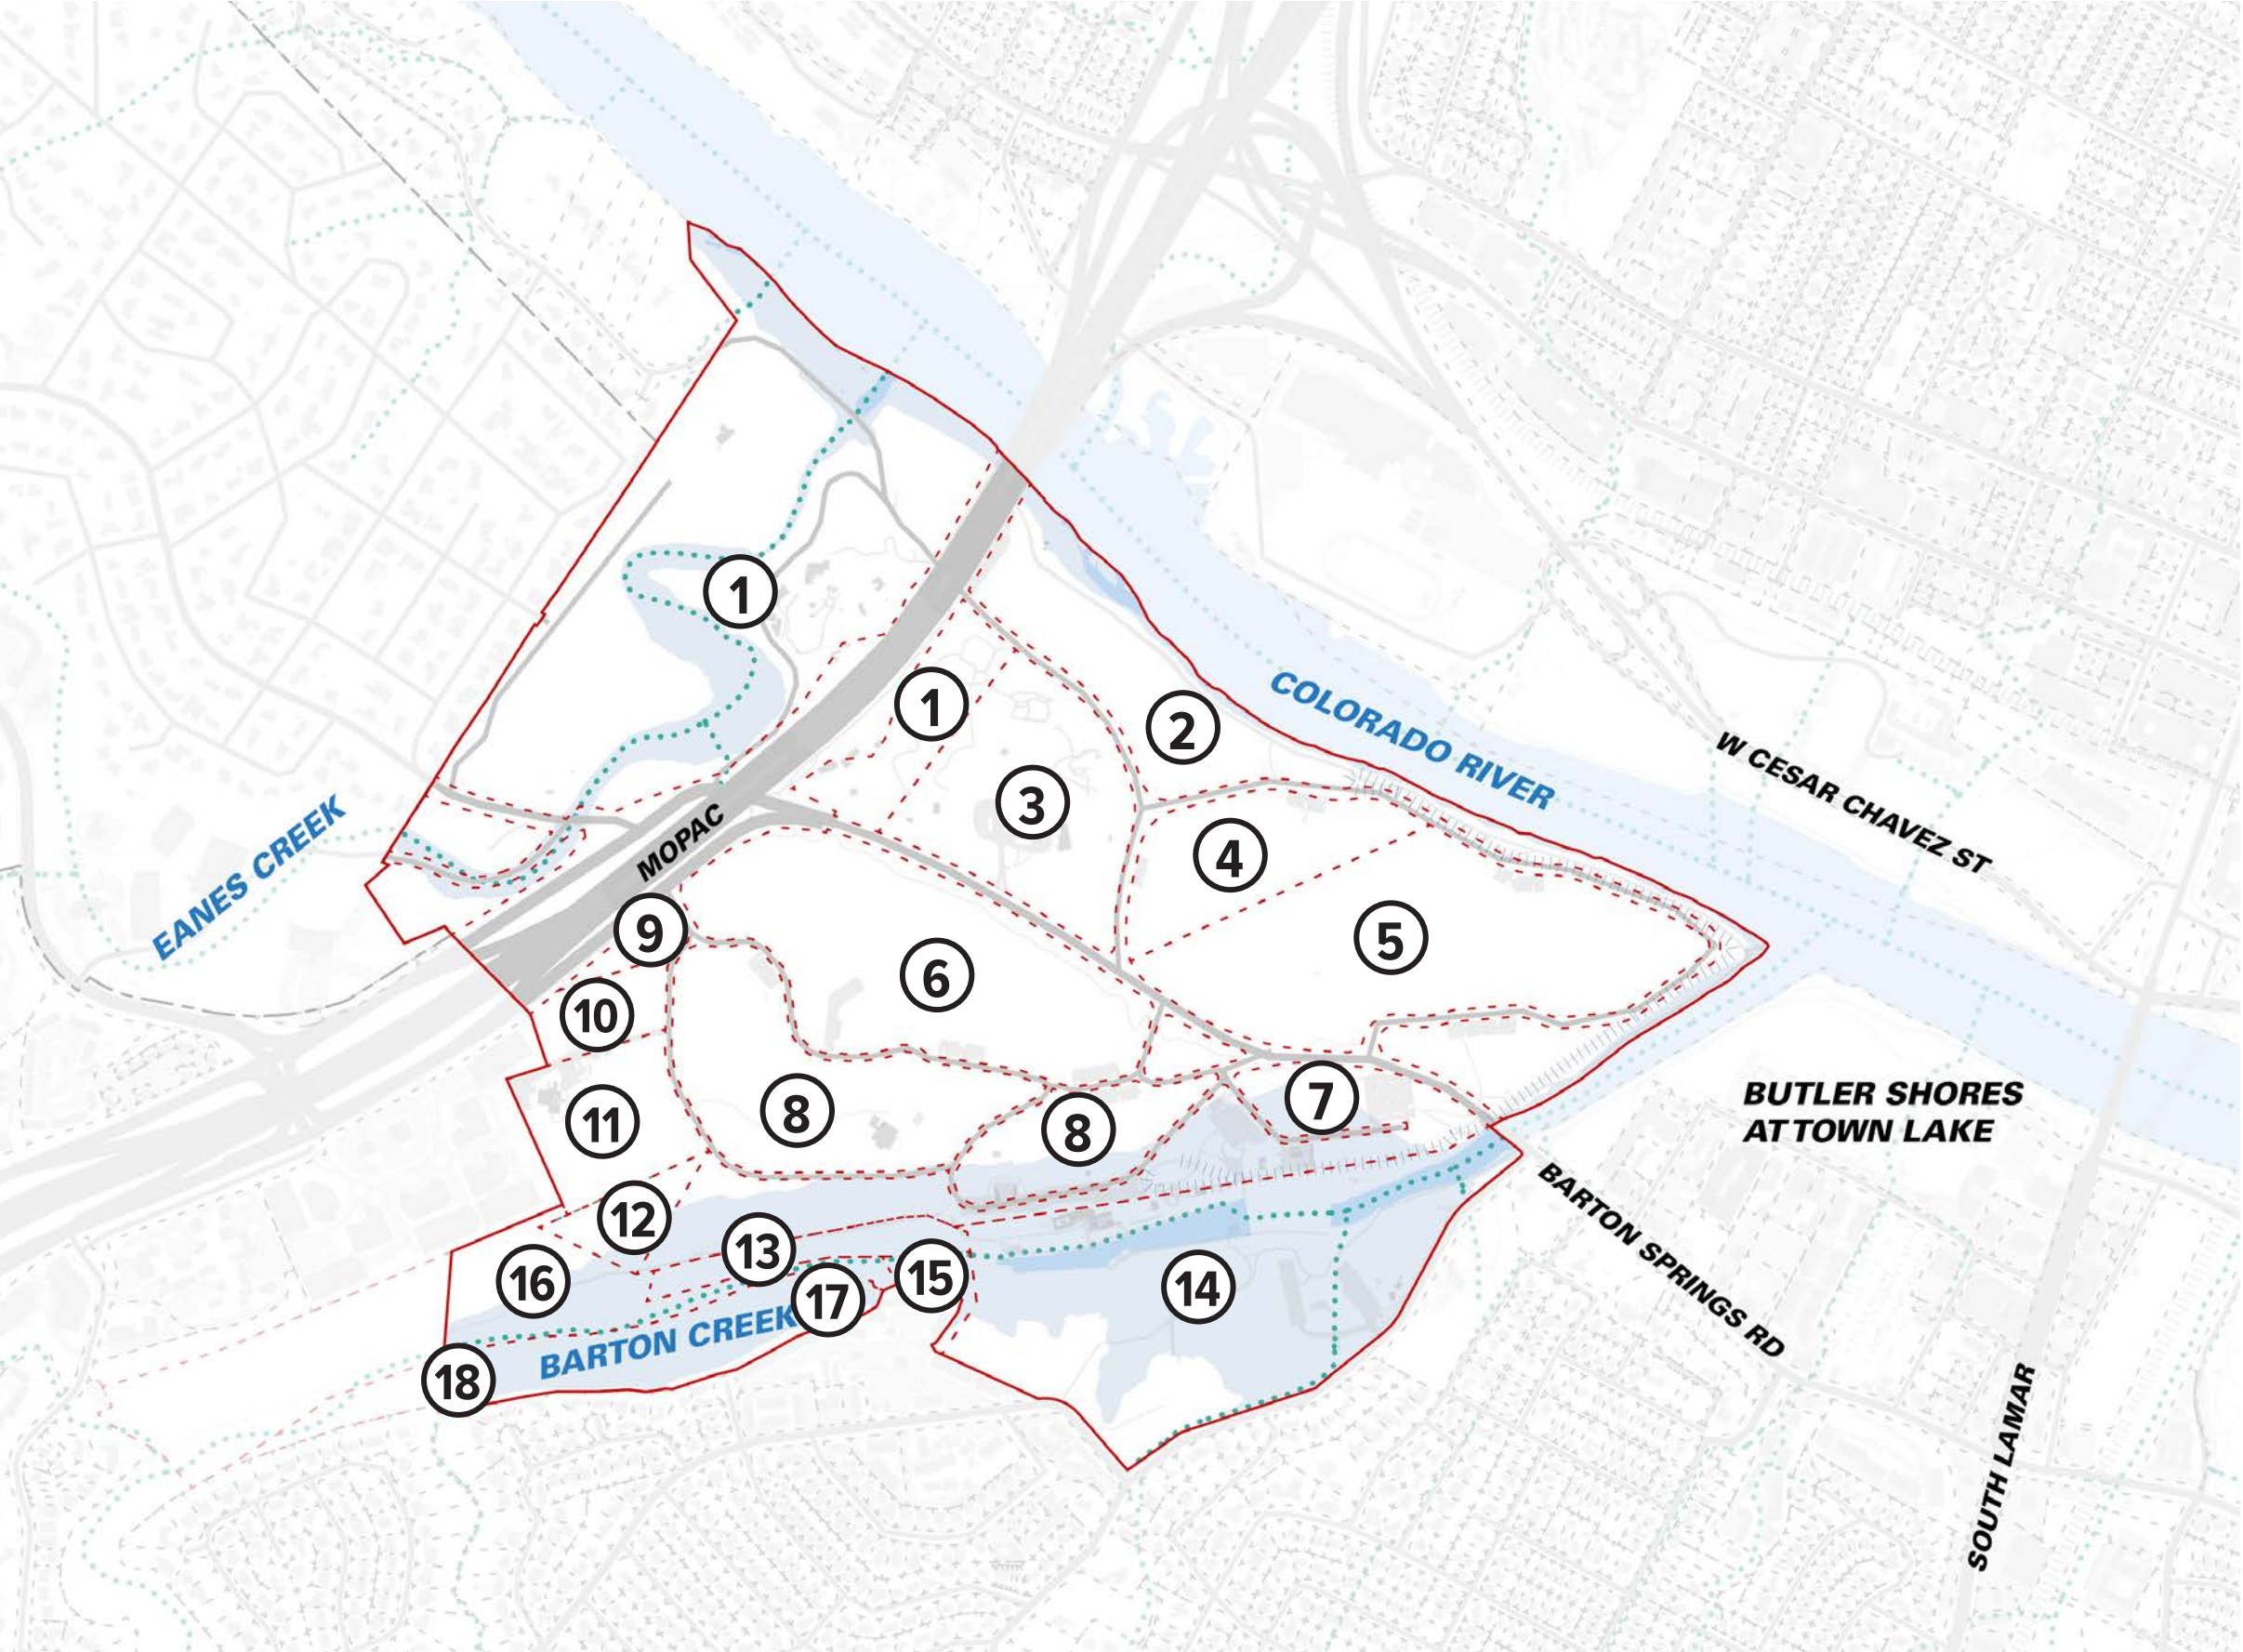 1
1
2
COLORADO RIVER
W CESAR CHAVEZ ST
3
4
MOPAC
EANES CREEK
5
9
6
10
7
BUTLER SHORES
AT TOWN LAKE
8
8
11
12
13
BARTON SPRINGS RD
16
17
15
14
BARTON CREEK
18
SOUTH LAMAR